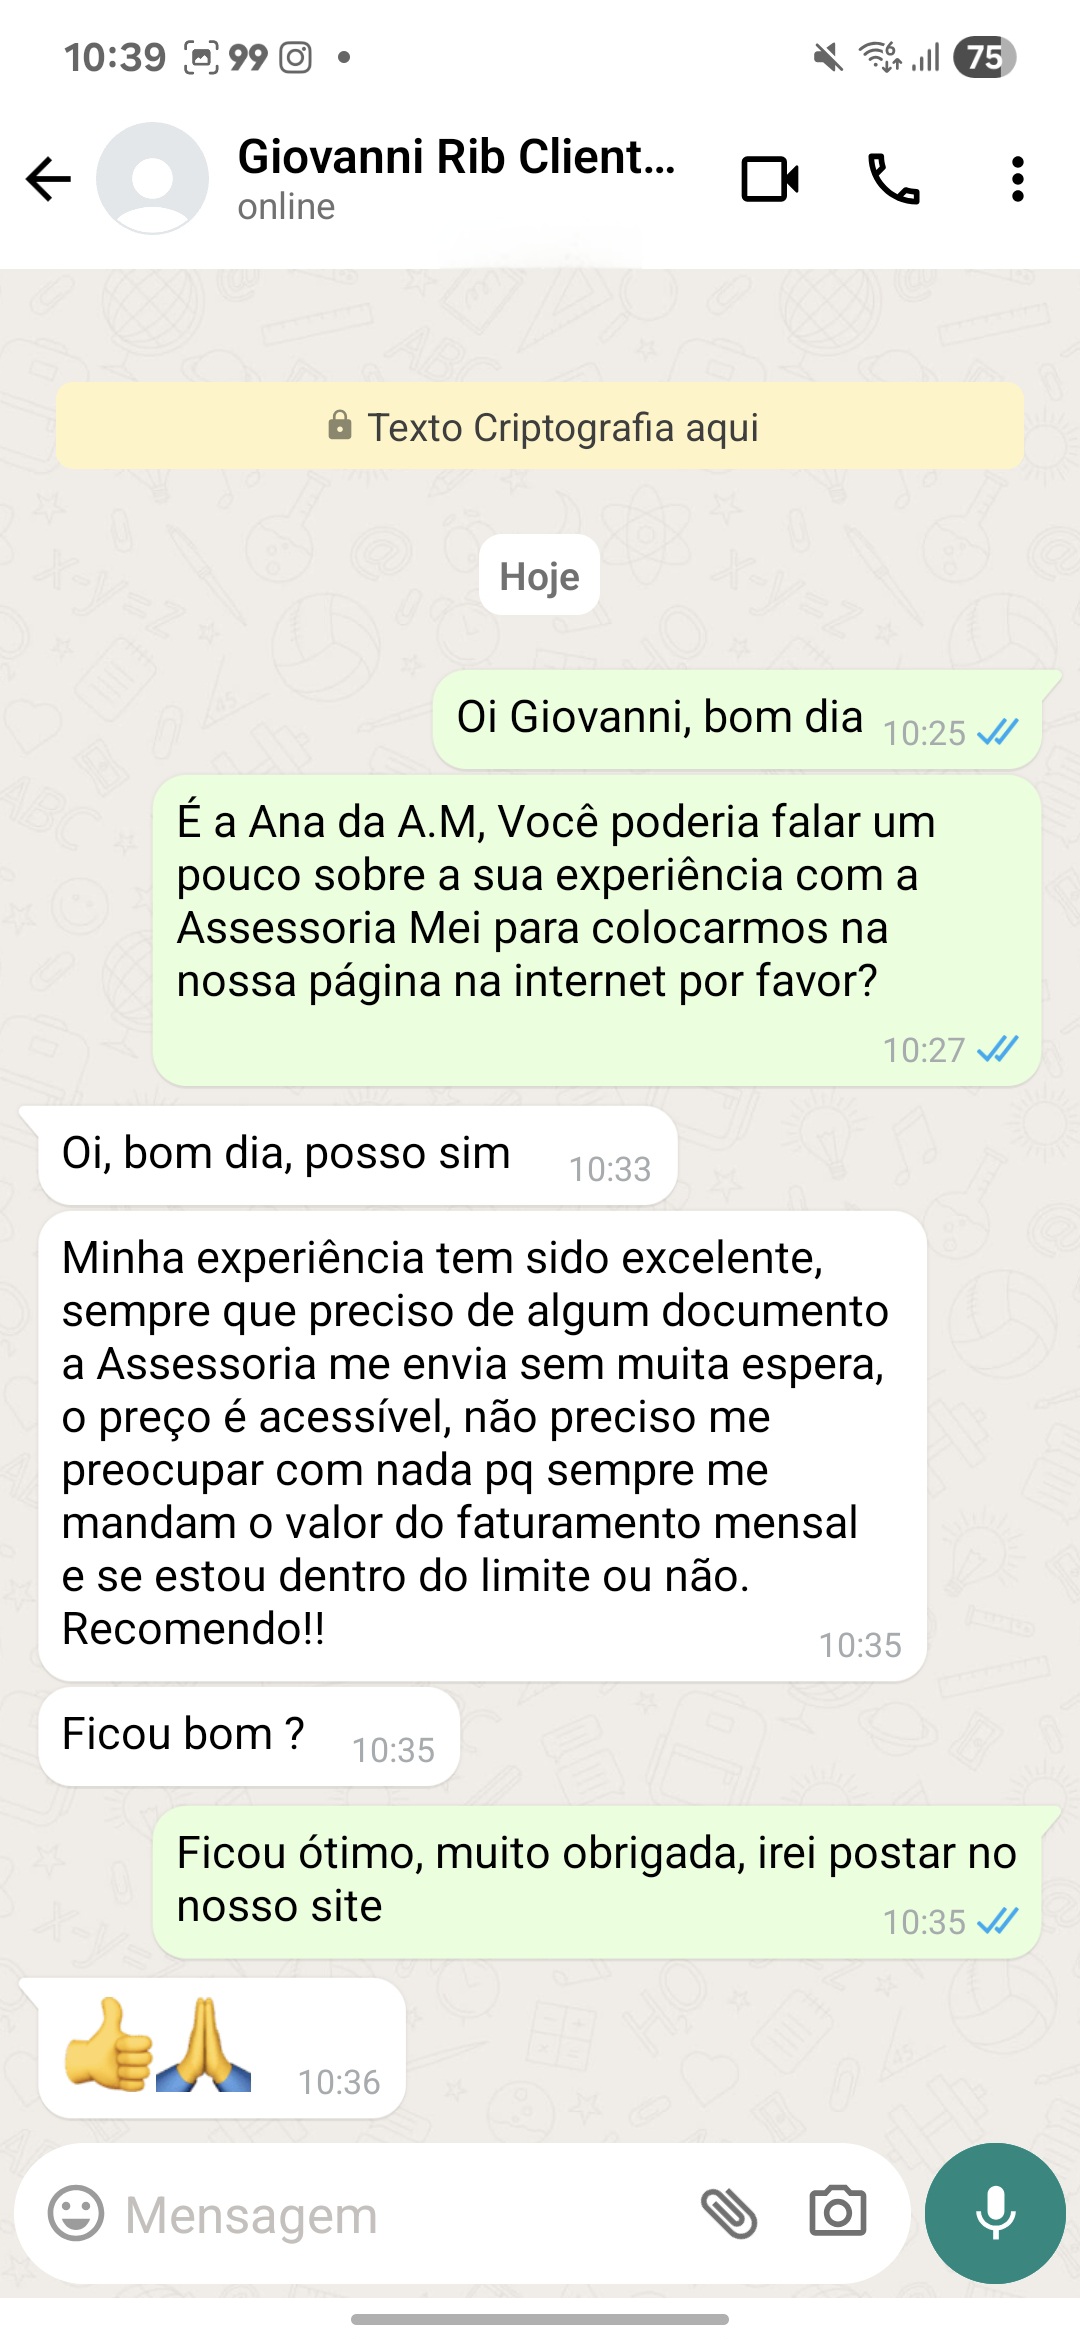 10:39 99 75
Giovanni Rib Client...
online
Texto Criptografia aqui
Hoje
Oi Giovanni, bom dia 10:25
É a Ana da A.M, Você poderia falar um
pouco sobre a sua experiência com a
Assessoria Mei para colocarmos na
nossa página na internet por favor?
10:27
Oi, bom dia, posso sim 10:33
Minha experiência tem sido excelente,
sempre que preciso de algum documento
a Assessoria me envia sem muita espera,
o preço é acessível, não preciso me
preocupar com nada pq sempre me
mandam o valor do faturamento mensal
e se estou dentro do limite ou não.
Recomendo!! 10:35
Ficou bom ? 10:35
Ficou ótimo, muito obrigada, irei postar no
nosso site 10:35
👍🙏 10:36
Mensagem